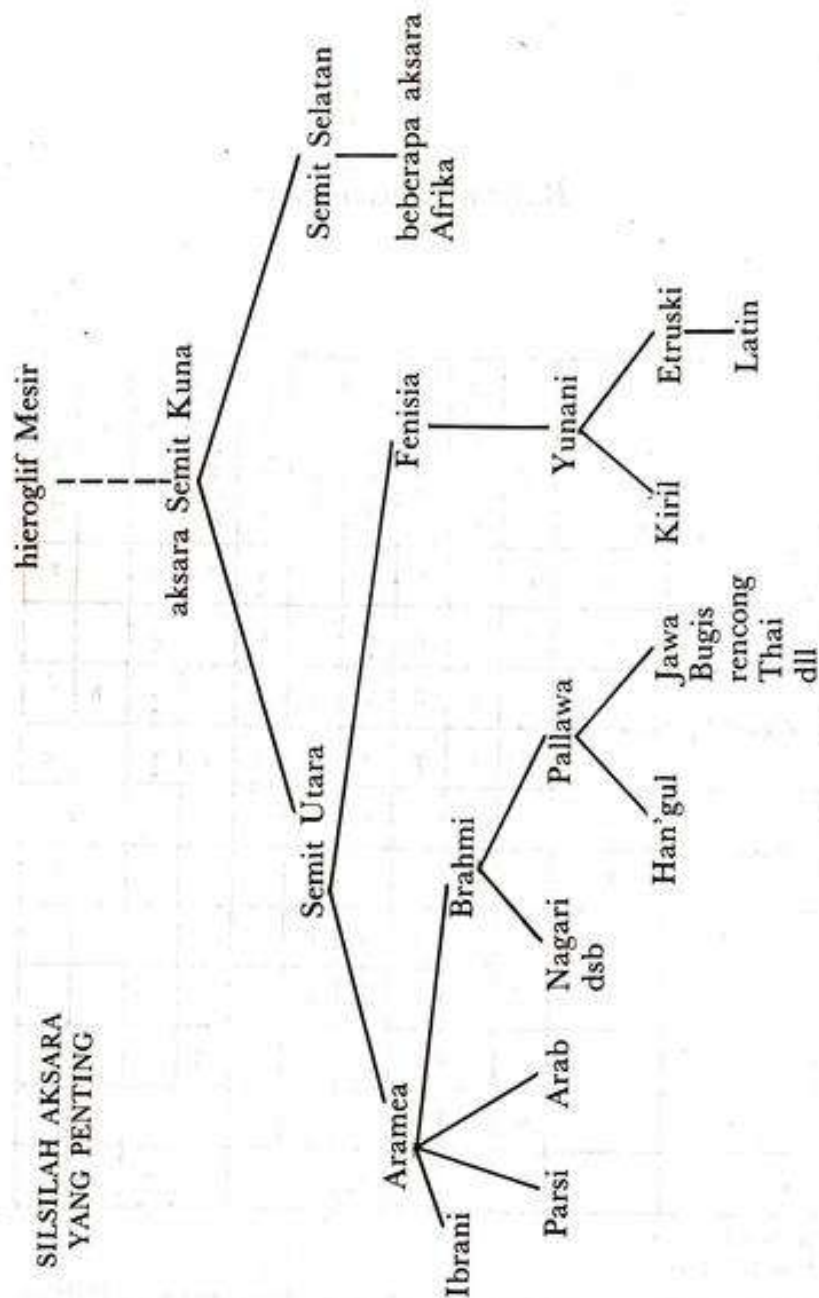 SILSILAH AKSARA
YANG PENTING
hieroglif Mesir
aksara Semit Kuna
Semit Utara
Semit Selatan
Aramea
Fenisia
beberapa aksara
Afrika
Ibrani
Brahmi
Parsi
Arab
Nagari
dsb
Pallawa
Yunani
Han'gul
Jawa
Bugis
rencong
Thai
dll
Kiril
Etruski
Latin